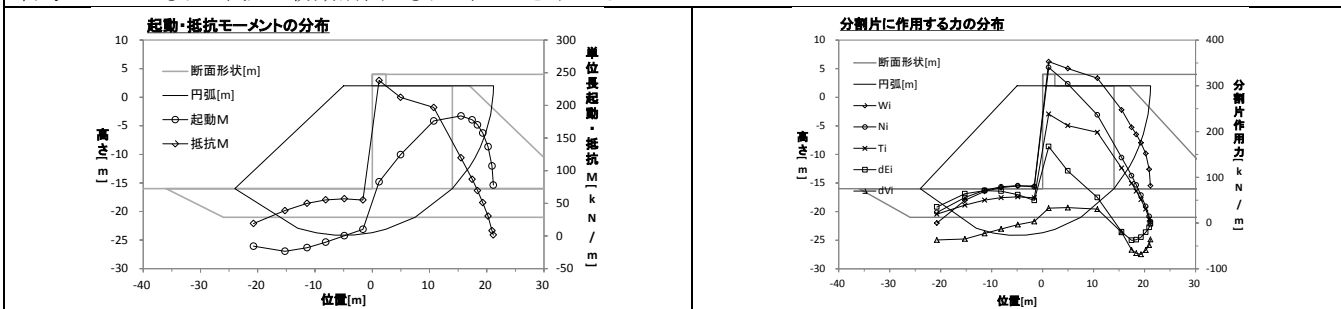 起動・抵抗モーメントの分布
10
5
0
-5
-10
-15
-20
-25
-30
高さ[m]
断面形状[m]
円弧[m]
起動M
抵抗M
300
250
200
150
100
50
0
-50
単位長起動・抵抗M[kN/m]
-40 -30 -20 -10 0 10 20 30
位置[m]
分割片に作用する力の分布
10
5
0
-5
-10
-15
-20
-25
-30
高さ[m]
断面形状[m]
円弧[m]
Wi
Ni
Ti
dEi
dVi
400
300
200
100
0
-100
分割片作用力[kN/m]
-40 -30 -20 -10 0 10 20 30
位置[m]